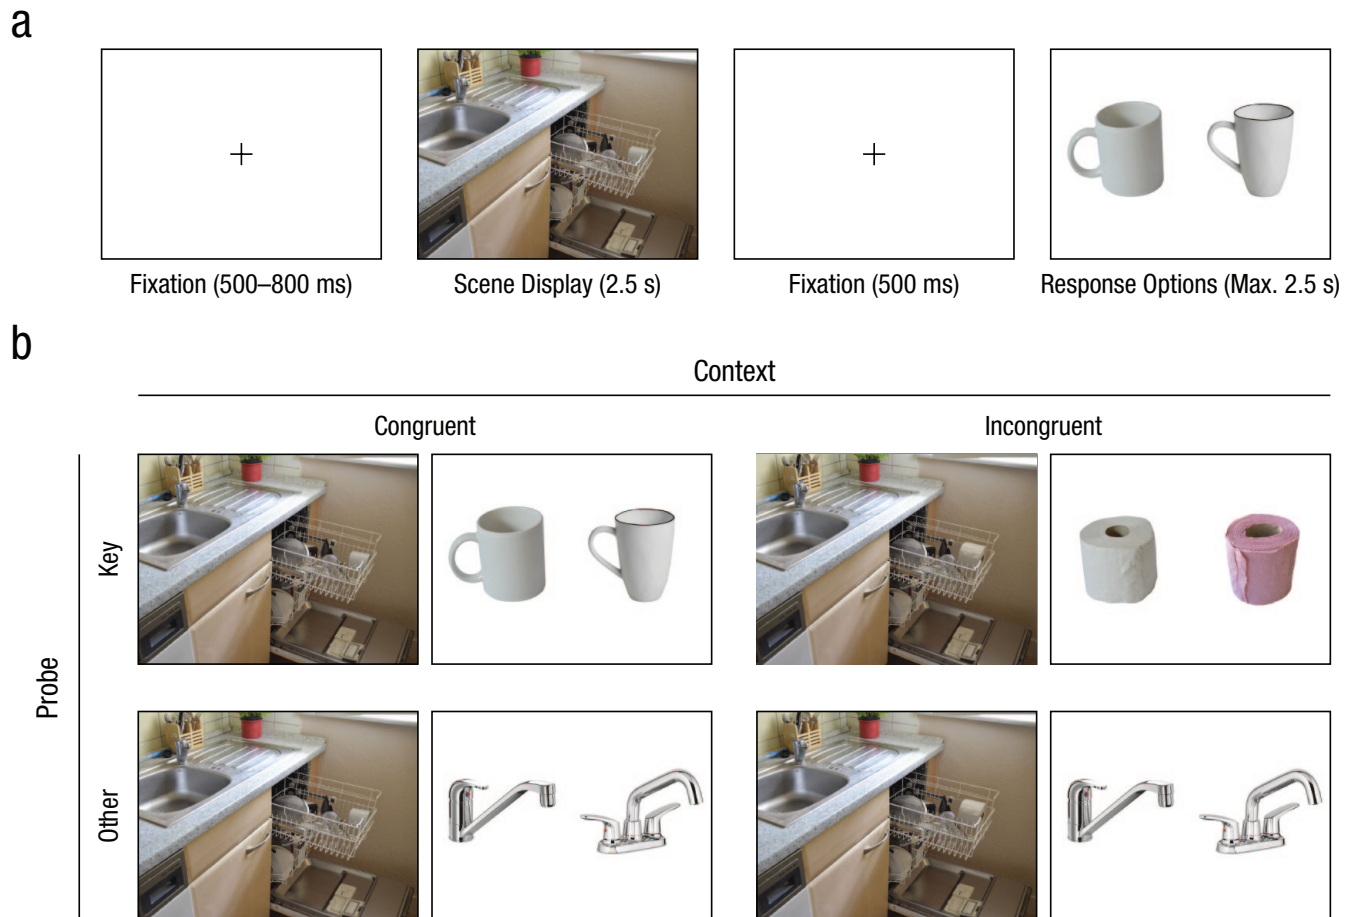 a
Fixation (500–800 ms)
Scene Display (2.5 s)
Fixation (500 ms)
Response Options (Max. 2.5 s)
b
Context
Congruent
Incongruent
Probe
Key
Other